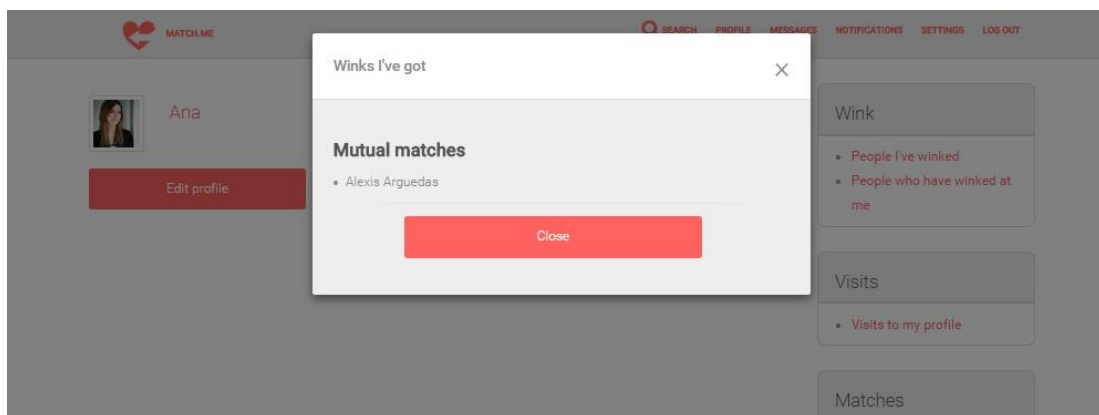 MATCH.ME
SEARCH PROFILE MESSAGES NOTIFICATIONS SETTINGS LOG OUT
Winks I've got
×
Ana
Edit profile
Mutual matches
• Alexis Arguedas
Close
Wink
• People I've winked
• People who have winked at
me
Visits
• Visits to my profile
Matches